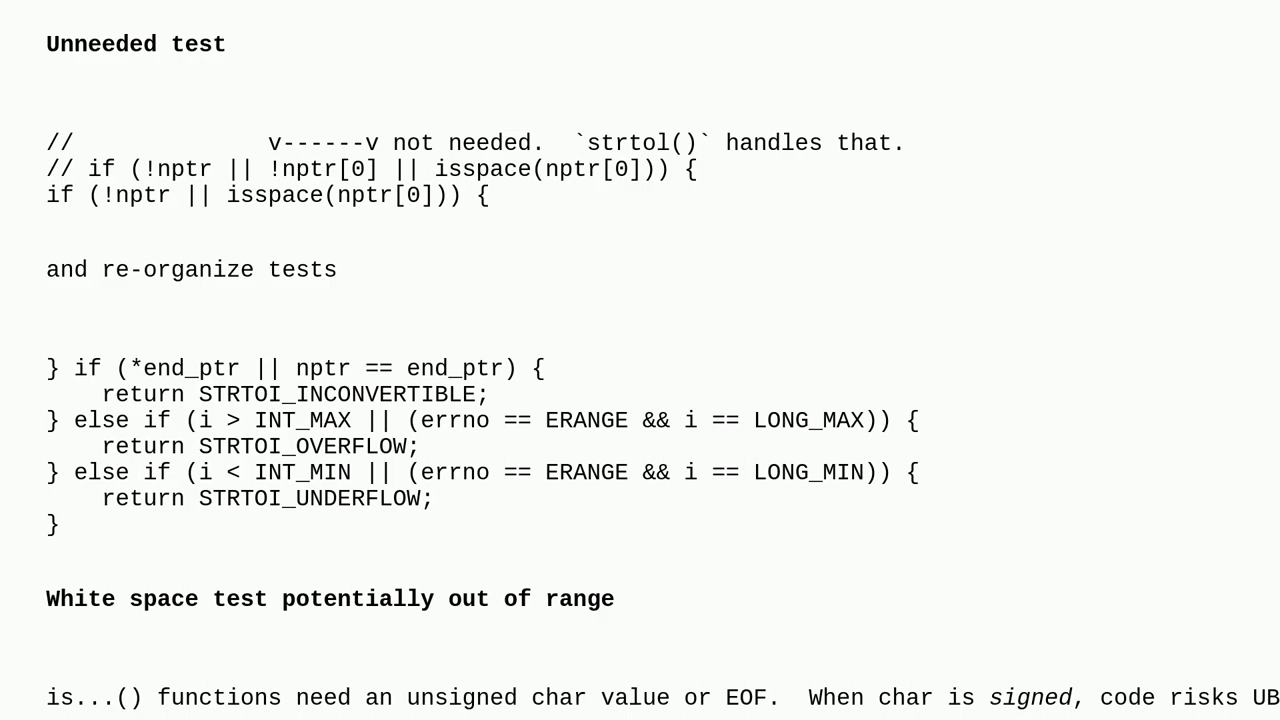 Unneeded test
//              v------v not needed.  `strtol()` handles that.
// if (!nptr || !nptr[0] || isspace(nptr[0])) {
if (!nptr || isspace(nptr[0])) {
and re-organize tests
} if (*end_ptr || nptr == end_ptr) {
    return STRTOI_INCONVERTIBLE;
} else if (i > INT_MAX || (errno == ERANGE && i == LONG_MAX)) {
    return STRTOI_OVERFLOW;
} else if (i < INT_MIN || (errno == ERANGE && i == LONG_MIN)) {
    return STRTOI_UNDERFLOW;
}
White space test potentially out of range
is...() functions need an unsigned char value or EOF.  When char is signed, code risks UB